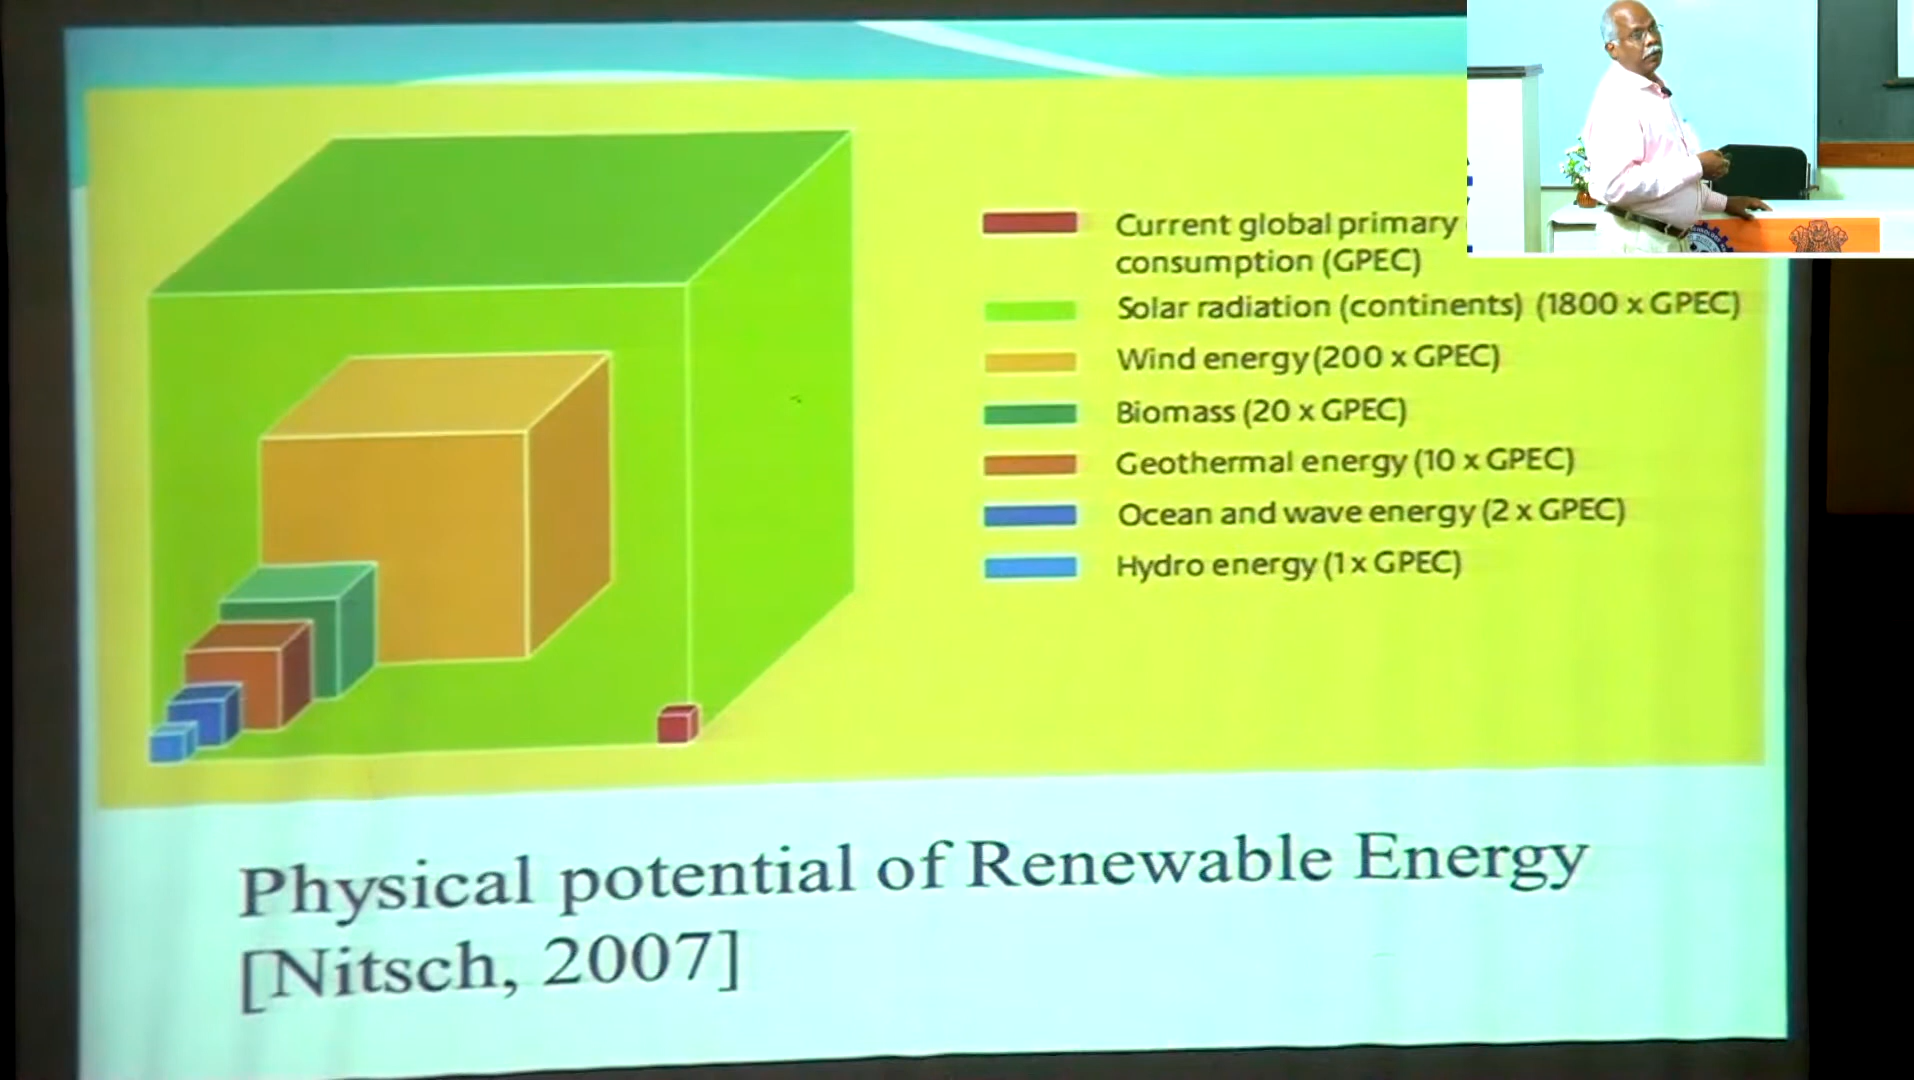 Current global primary
consumption (GPEC)
Solar radiation (continents) (1800 x GPEC)
Wind energy (200 x GPEC)
Biomass (20 x GPEC)
Geothermal energy (10 x GPEC)
Ocean and wave energy (2 x GPEC)
Hydro energy (1 x GPEC)
Physical potential of Renewable Energy
[Nitsch, 2007]